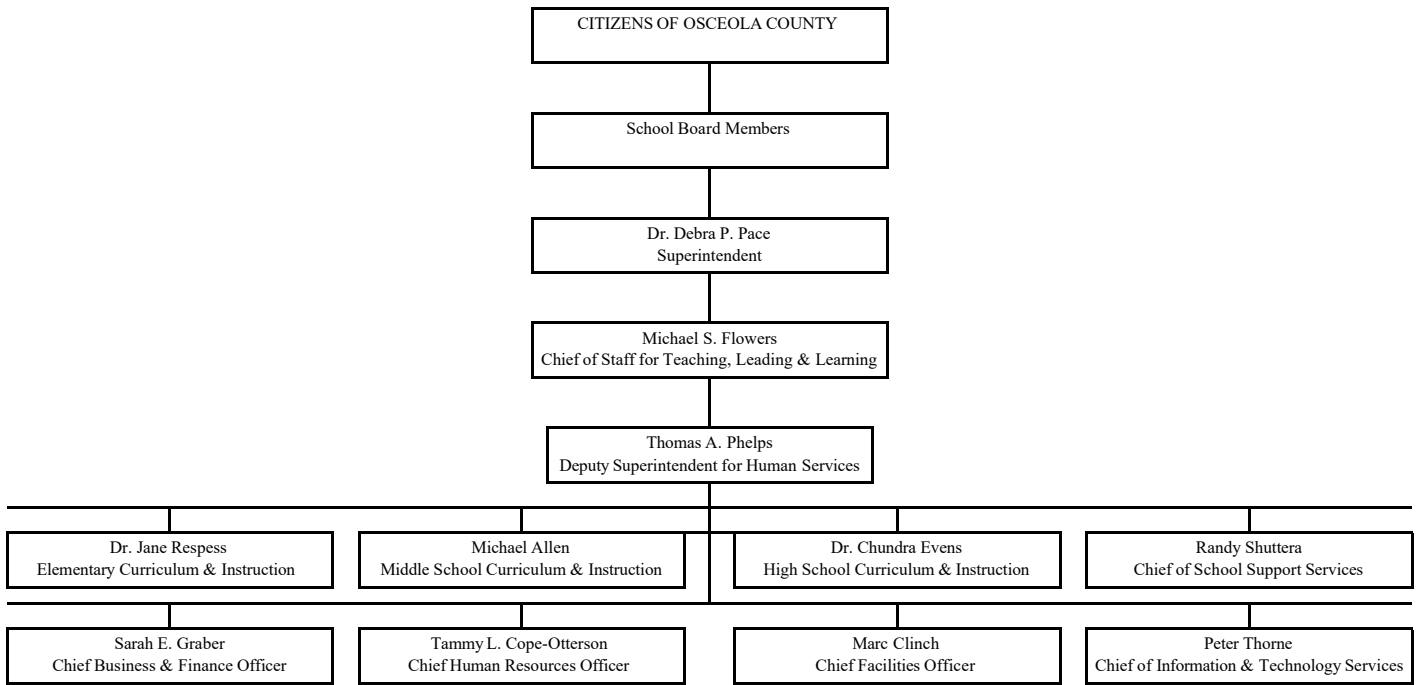 CITIZENS OF OSCEOLA COUNTY
School Board Members
Dr. Debra P. Pace
Superintendent
Michael S. Flowers
Chief of Staff for Teaching, Leading & Learning
Thomas A. Phelps
Deputy Superintendent for Human Services
Dr. Jane Respess
Elementary Curriculum & Instruction
Michael Allen
Middle School Curriculum & Instruction
Dr. Chundra Evens
High School Curriculum & Instruction
Randy Shuttera
Chief of School Support Services
Sarah E. Graber
Chief Business & Finance Officer
Tammy L. Cope-Otterson
Chief Human Resources Officer
Marc Clinch
Chief Facilities Officer
Peter Thorne
Chief of Information & Technology Services